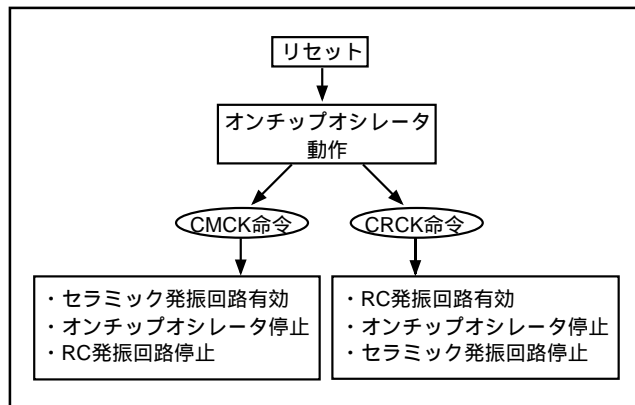 リセット
オンチップオシレータ
動作
CMCK命令
CRCK命令
・セラミック発振回路有効
・オンチップオシレータ停止
・RC発振回路停止
・RC発振回路有効
・オンチップオシレータ停止
・セラミック発振回路停止